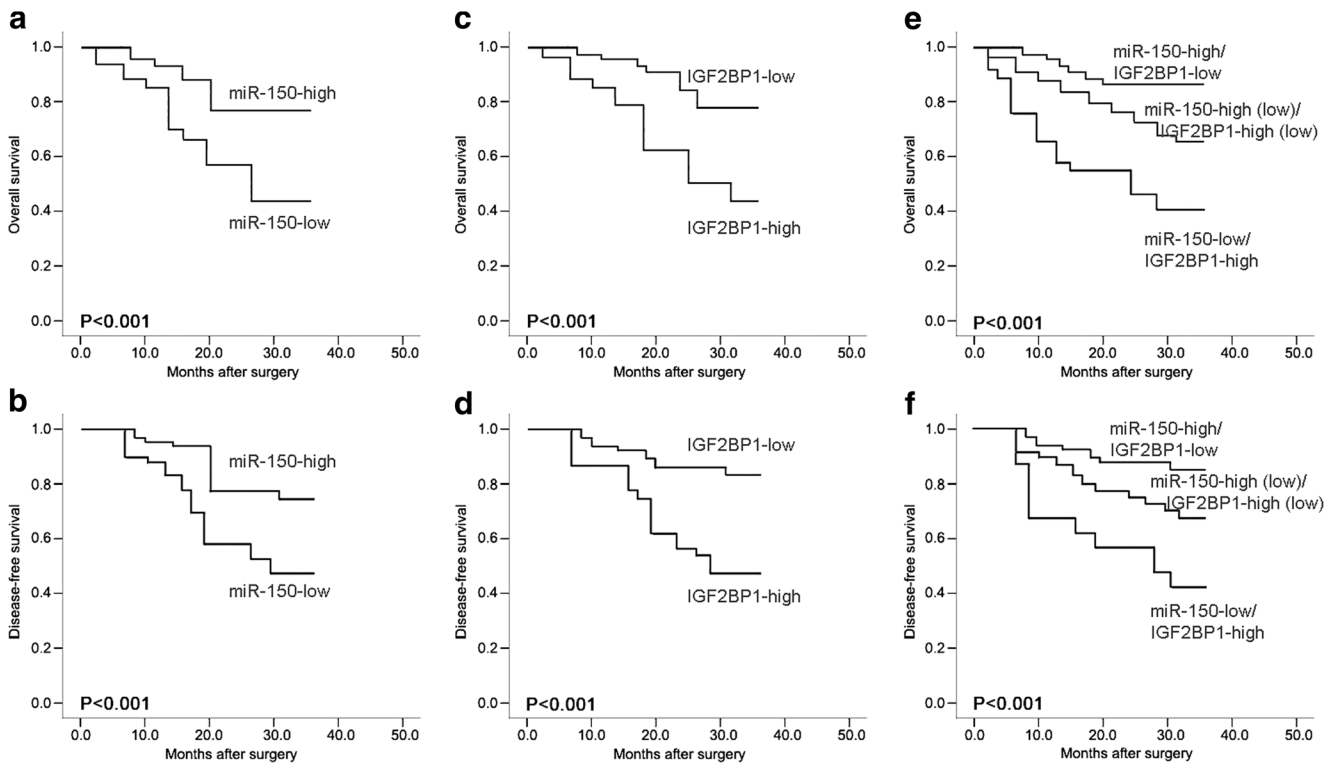 a
1.0
0.8
0.6
0.4
0.2
0.0
Overall survival
miR-150-high
miR-150-low
P<0.001
0.0 10.0 20.0 30.0 40.0 50.0
Months after surgery
c
1.0
0.8
0.6
0.4
0.2
0.0
Overall survival
IGF2BP1-low
IGF2BP1-high
P<0.001
0.0 10.0 20.0 30.0 40.0 50.0
Months after surgery
e
1.0
0.8
0.6
0.4
0.2
0.0
Overall survival
miR-150-high/
IGF2BP1-low
miR-150-high (low)/
IGF2BP1-high (low)
miR-150-low/
IGF2BP1-high
P<0.001
0.0 10.0 20.0 30.0 40.0 50.0
Months after surgery
b
1.0
0.8
0.6
0.4
0.2
0.0
Disease-free survival
miR-150-high
miR-150-low
P<0.001
0.0 10.0 20.0 30.0 40.0 50.0
Months after surgery
d
1.0
0.8
0.6
0.4
0.2
0.0
Disease-free survival
IGF2BP1-low
IGF2BP1-high
P<0.001
0.0 10.0 20.0 30.0 40.0 50.0
Months after surgery
f
1.0
0.8
0.6
0.4
0.2
0.0
Disease-free survival
miR-150-high/
IGF2BP1-low
miR-150-high (low)/
IGF2BP1-high (low)
miR-150-low/
IGF2BP1-high
P<0.001
0.0 10.0 20.0 30.0 40.0 50.0
Months after surgery